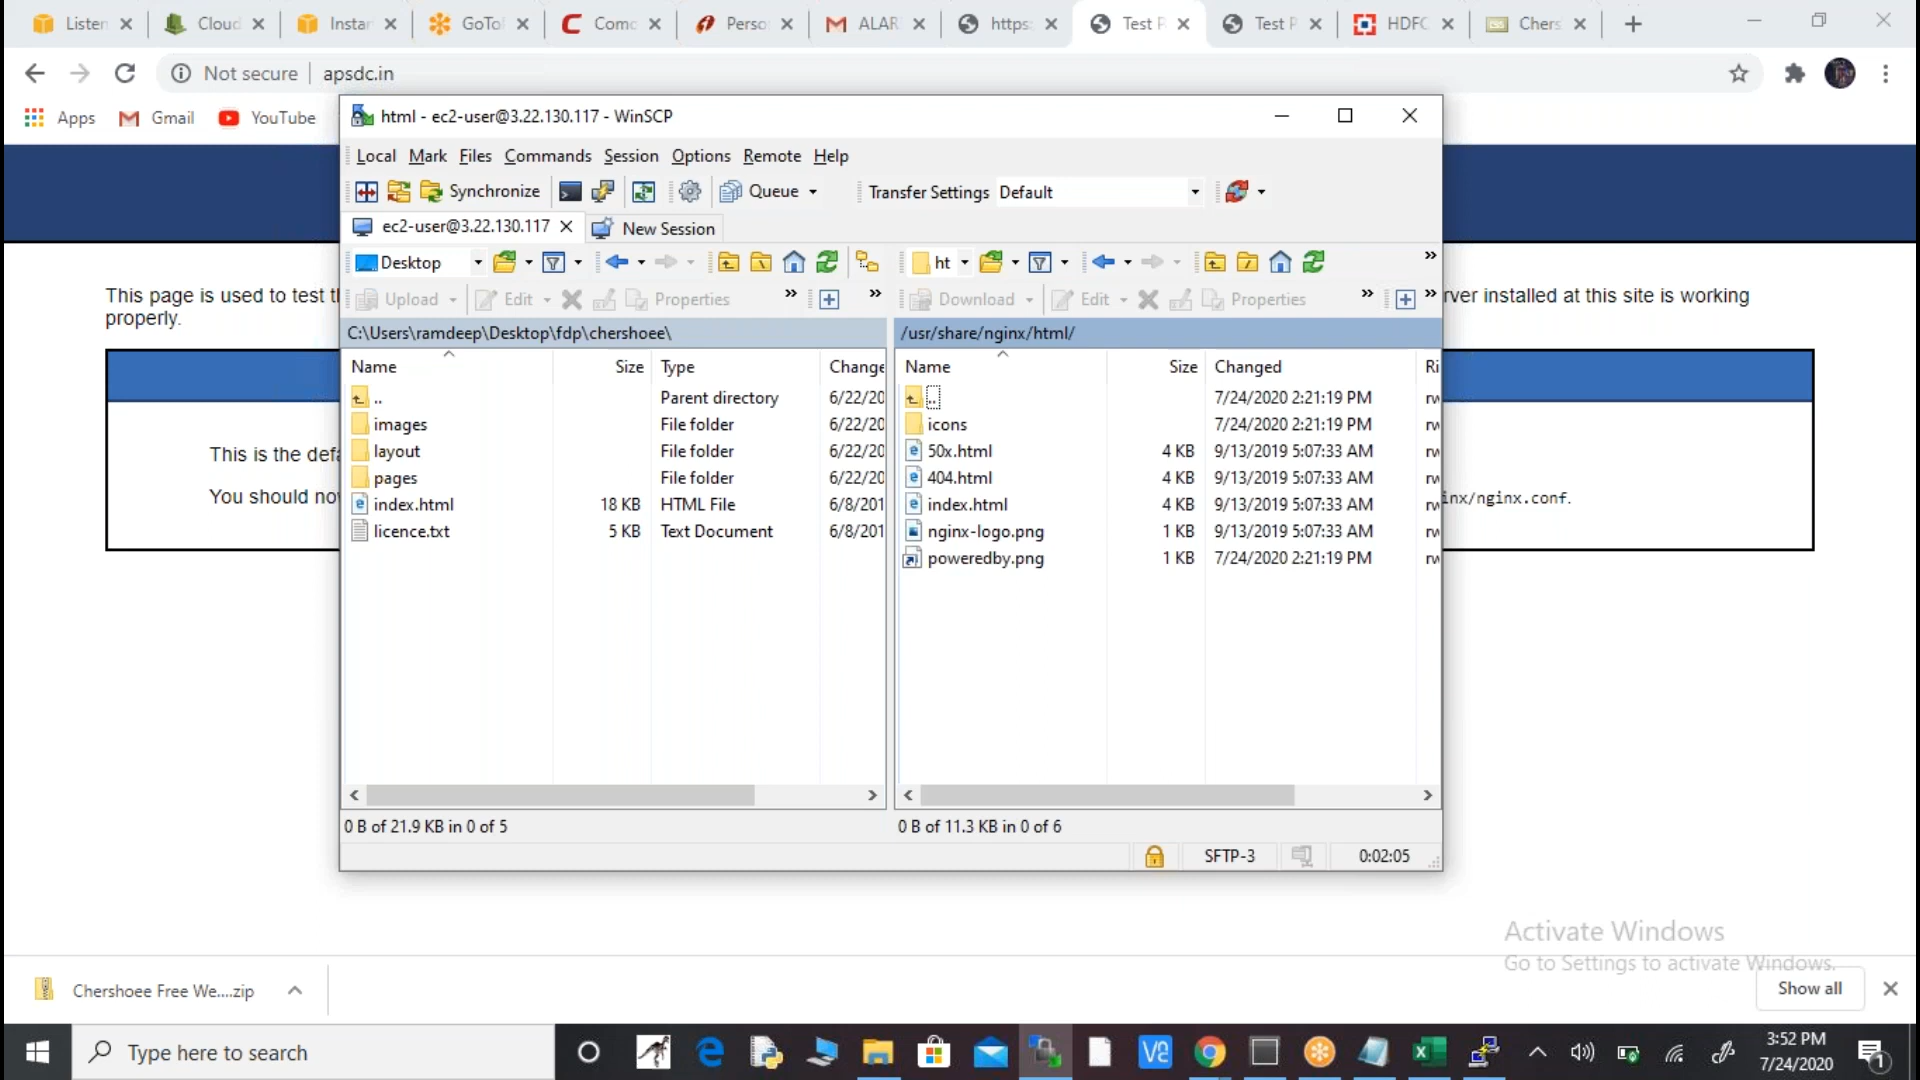 Listen
Cloud
Instan
GoTo
Como
Perso
ALAR
https:
Test P
Test P
HDFC
Chers
Not secure
apsdc.in
Apps
Gmail
YouTube
html - ec2-user@3.22.130.117 - WinSCP
Local Mark Files Commands Session Options Remote Help
Synchronize
Queue
Transfer Settings Default
ec2-user@3.22.130.117
New Session
Desktop
ht
Upload
Edit
Properties
Download
Edit
Properties
C:\Users\ramdeep\Desktop\fdp\chershoee\
/usr/share/nginx/html/
Name Size Type Change
.. Parent directory 6/22/20
images File folder 6/22/20
layout File folder 6/22/20
pages File folder 6/22/20
index.html 18 KB HTML File 6/8/201
licence.txt 5 KB Text Document 6/8/201
Name Size Changed Ri
.. 7/24/2020 2:21:19 PM rw
icons 7/24/2020 2:21:19 PM rw
50x.html 4 KB 9/13/2019 5:07:33 AM rw
404.html 4 KB 9/13/2019 5:07:33 AM rw
index.html 4 KB 9/13/2019 5:07:33 AM rw
nginx-logo.png 1 KB 9/13/2019 5:07:33 AM rw
poweredby.png 1 KB 7/24/2020 2:21:19 PM rw
0 B of 21.9 KB in 0 of 5
0 B of 11.3 KB in 0 of 6
SFTP-3
0:02:05
This page is used to test t
rver installed at this site is working
properly.
This is the defa
You should no
inx/nginx.conf.
Activate Windows
Go to Settings to activate Windows.
Chershoee Free We....zip
Show all
Type here to search
3:52 PM
7/24/2020
1